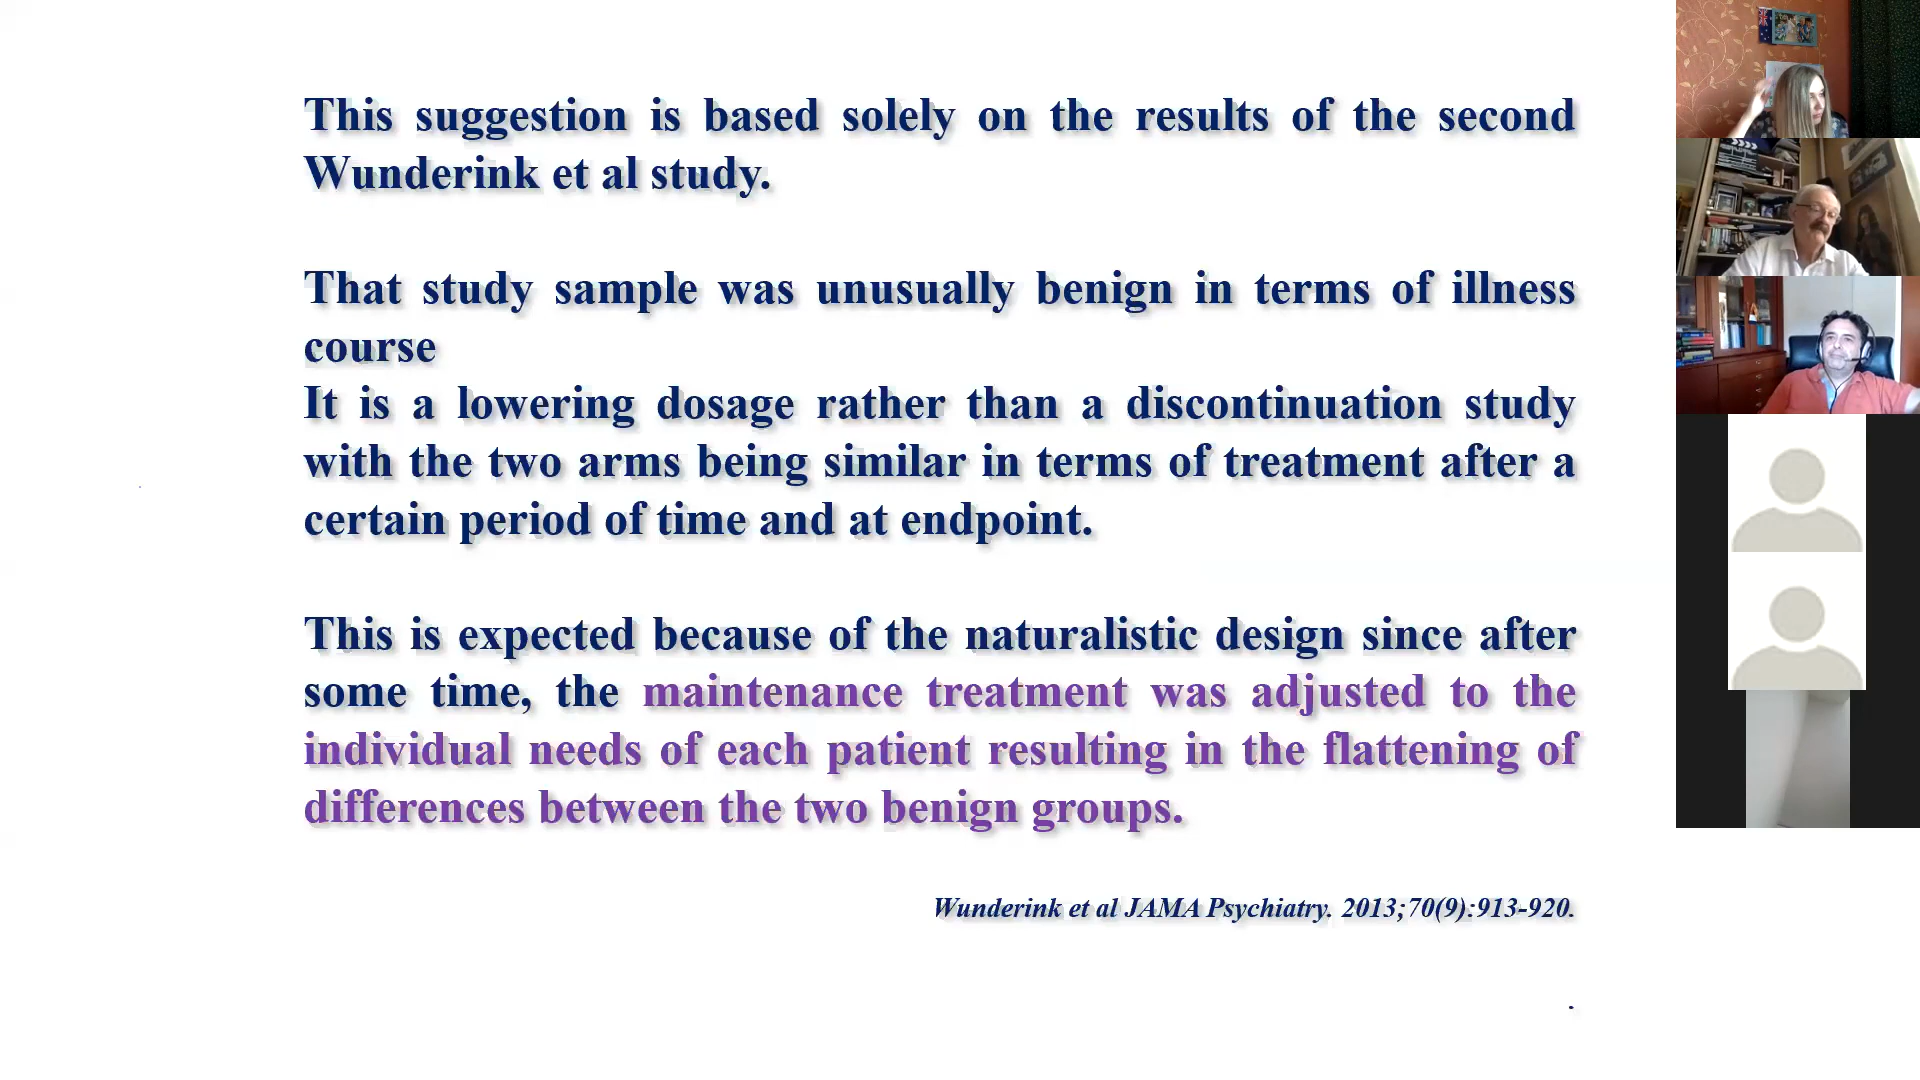 This suggestion is based solely on the results of the second
Wunderink et al study.
That study sample was unusually benign in terms of illness
course
It is a lowering dosage rather than a discontinuation study
with the two arms being similar in terms of treatment after a
certain period of time and at endpoint.
This is expected because of the naturalistic design since after
some time, the maintenance treatment was adjusted to the
individual needs of each patient resulting in the flattening of
differences between the two benign groups.
Wunderink et al JAMA Psychiatry. 2013;70(9):913-920.
.